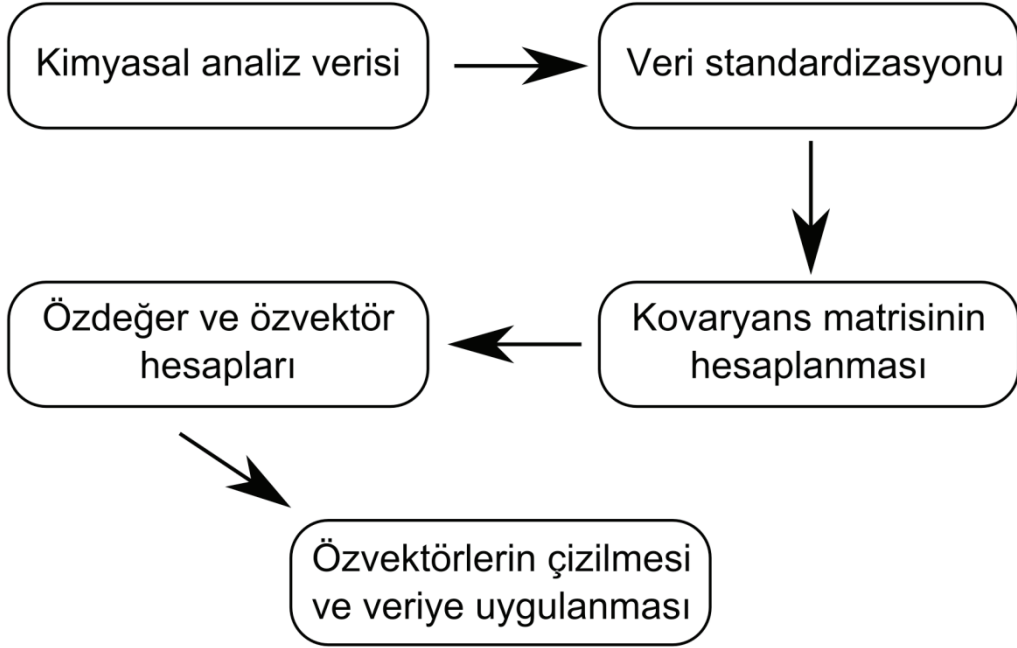 Kimyasal analiz verisi
Veri standardizasyonu
Kovaryans matrisinin
hesaplanması
Özdeğer ve özvektör
hesapları
Özvektörlerin çizilmesi
ve veriye uygulanması